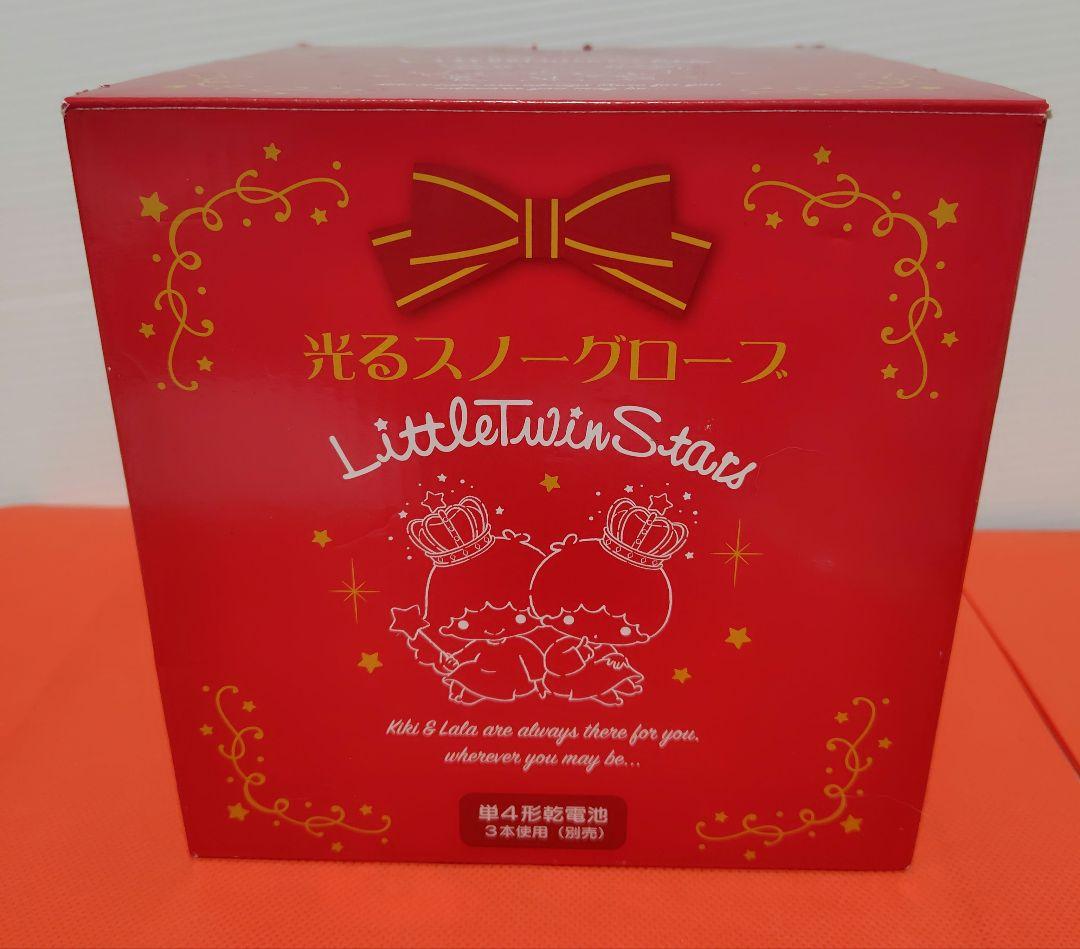 光るスノーグローブ
LittleTwinStars
Kiki & Lala are always there for you,
wherever you may be...
単4形乾電池
3本使用（別売）